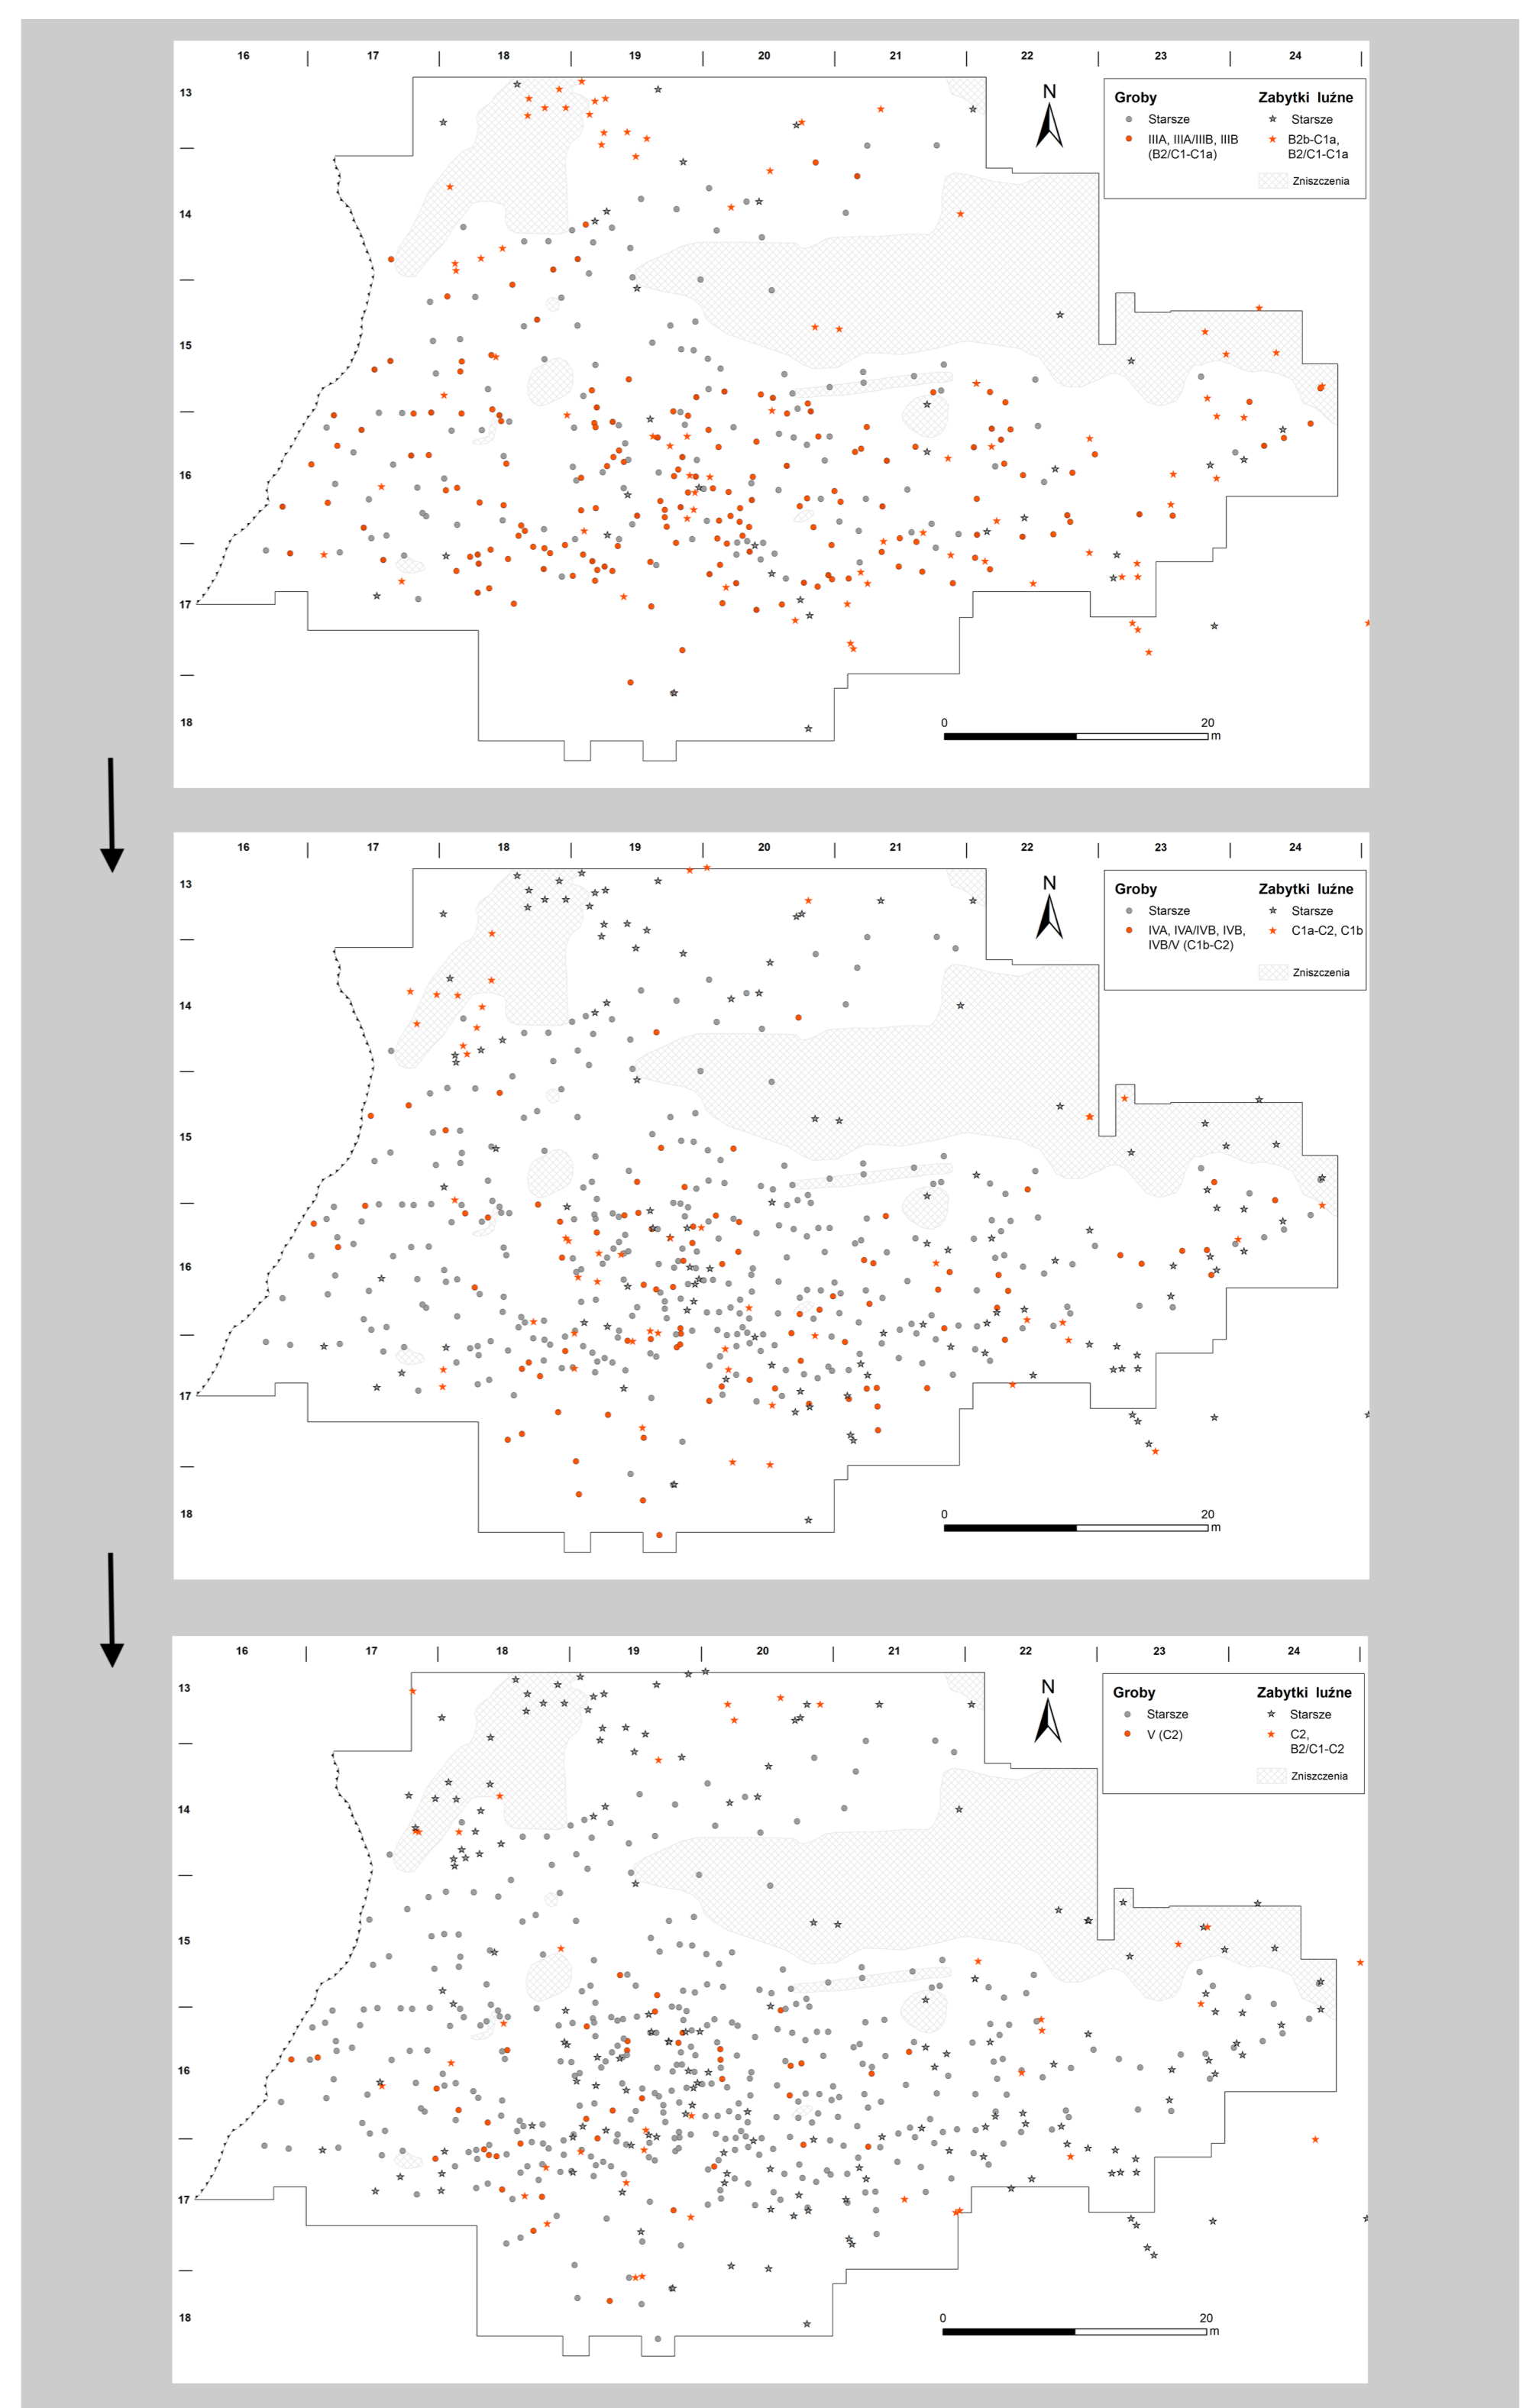 16 17 18 19 20 21 22 23 24
13
14
15
16
17
18
N
Groby
Starsze
IIIA, IIIA/IIIB, IIIB
(B2/C1-C1a)
Zabytki luźne
Starsze
B2b-C1a,
B2/C1-C1a
Zniszczenia
0 20
m
16 17 18 19 20 21 22 23 24
13
14
15
16
17
18
N
Groby
Starsze
IVA, IVA/IVB, IVB,
IVB/V (C1b-C2)
Zabytki luźne
Starsze
C1a-C2, C1b
Zniszczenia
0 20
m
16 17 18 19 20 21 22 23 24
13
14
15
16
17
18
N
Groby
Starsze
V (C2)
Zabytki luźne
Starsze
C2,
B2/C1-C2
Zniszczenia
0 20
m